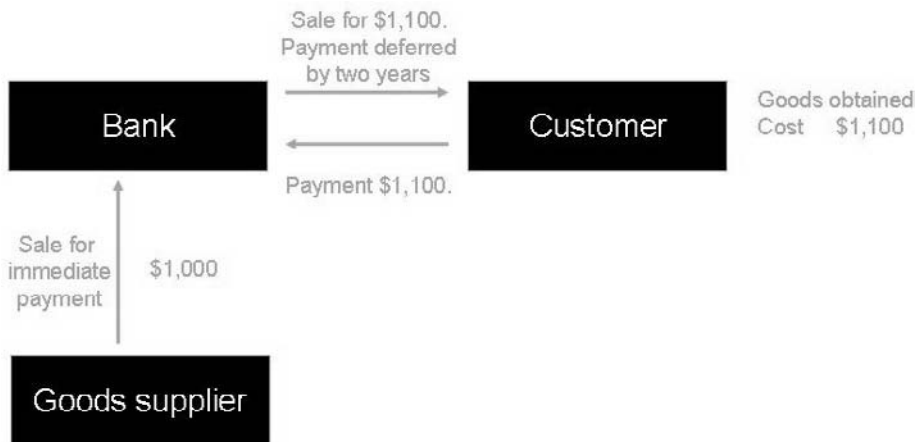 Sale for $1,100.
Payment deferred
by two years
Bank
Customer
Goods obtained
Cost $1,100
Payment $1,100.
Sale for
immediate
payment
$1,000
Goods supplier